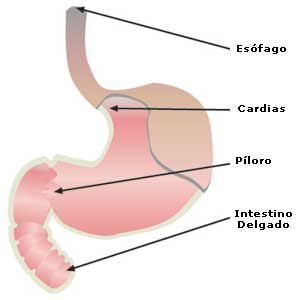 Esófago
Cardias
Píloro
Intestino
Delgado